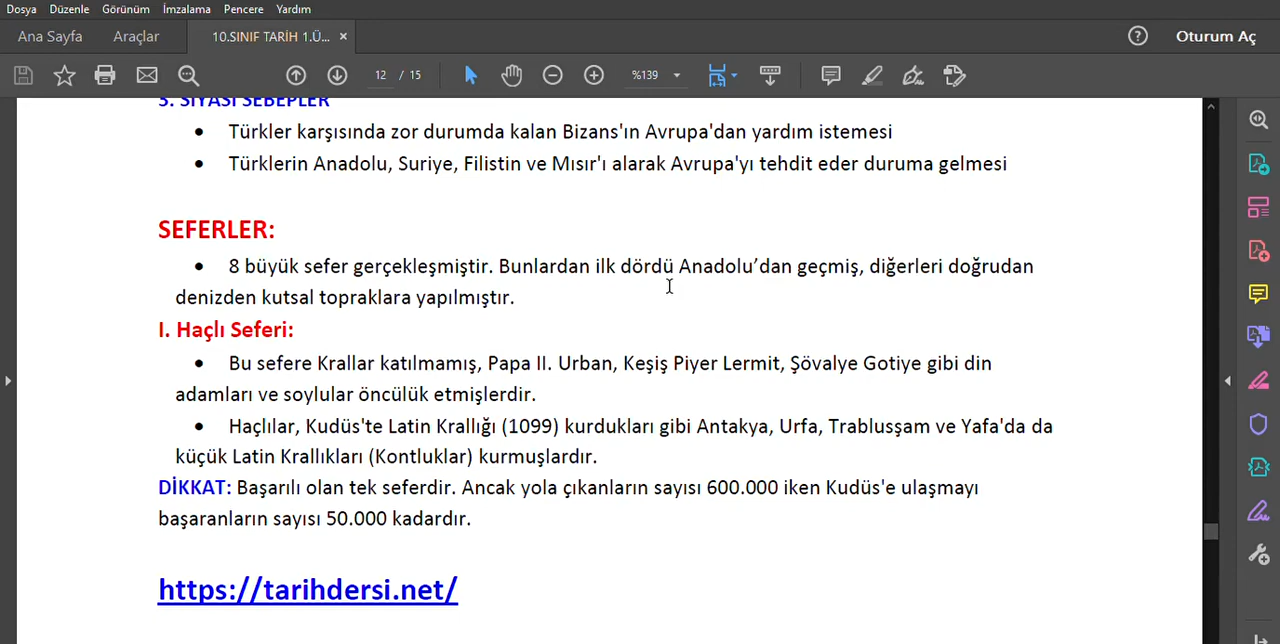 Dosya Düzenle Görünüm İmzalama Pencere Yardım
Ana Sayfa Araçlar 10.SINIF TARİH 1.Ü... × ? Oturum Aç
12 / 15 %139
3. SİYASİ SEBEPLER
• Türkler karşısında zor durumda kalan Bizans'ın Avrupa'dan yardım istemesi
• Türklerin Anadolu, Suriye, Filistin ve Mısır'ı alarak Avrupa'yı tehdit eder duruma gelmesi
SEFERLER:
• 8 büyük sefer gerçekleşmiştir. Bunlardan ilk dördü Anadolu’dan geçmiş, diğerleri doğrudan
denizden kutsal topraklara yapılmıştır.
I. Haçlı Seferi:
• Bu sefere Krallar katılmamış, Papa II. Urban, Keşiş Piyer Lermit, Şövalye Gotiye gibi din
adamları ve soylular öncülük etmişlerdir.
• Haçlılar, Kudüs'te Latin Krallığı (1099) kurdukları gibi Antakya, Urfa, Trablusşam ve Yafa'da da
küçük Latin Krallıkları (Kontluklar) kurmuşlardır.
DİKKAT: Başarılı olan tek seferdir. Ancak yola çıkanların sayısı 600.000 iken Kudüs'e ulaşmayı
başaranların sayısı 50.000 kadardır.
https://tarihdersi.net/